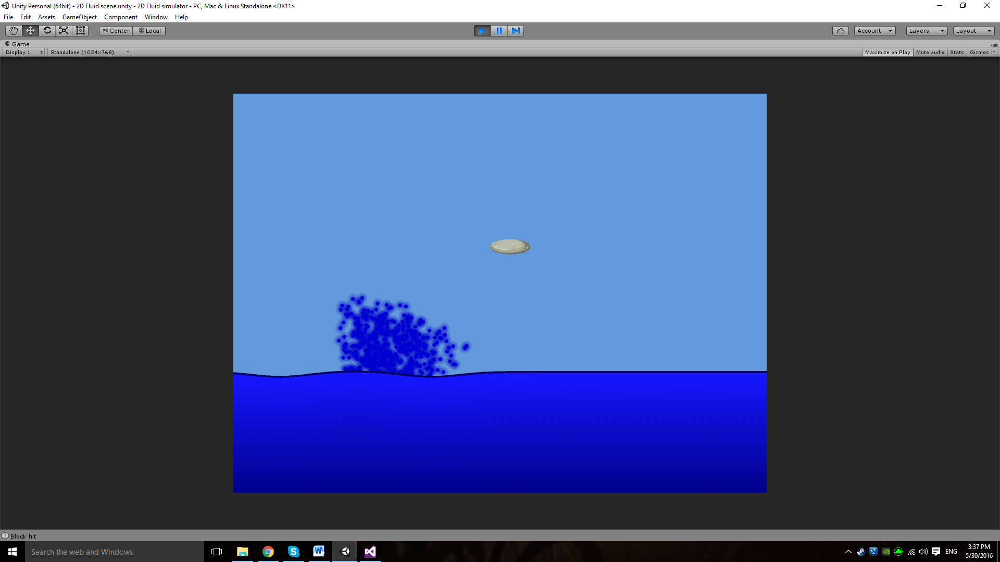 Unity Personal (64bit) - 2D Fluid scene.unity - 2D Fluid simulator - PC, Mac & Linux Standalone <DX11>
File Edit Assets GameObject Component Window Help
Center Local Account Layers Layout
Game
Display 1 Standalone (1024x768) Maximize on Play Mute audio Stats Gizmos
Block hit
Search the web and Windows
ENG
3:37 PM
5/30/2016